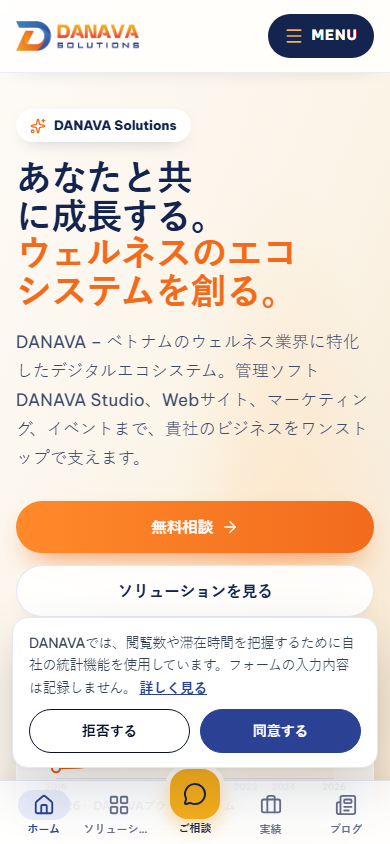 DANAVA
SOLUTIONS
MENU
DANAVA Solutions
あなたと共
に成長する。
ウェルネスのエコ
システムを創る。
DANAVA – ベトナムのウェルネス業界に特化
したデジタルエコシステム。管理ソフト
DANAVA Studio、Webサイト、マーケティン
グ、イベントまで、貴社のビジネスをワンスト
ップで支えます。
無料相談 →
ソリューションを見る
DANAVAでは、閲覧数や滞在時間を把握するために自
社の統計機能を使用しています。フォームの入力内容
は記録しません。 詳しく見る
拒否する 同意する
ホーム ソリューシ... ご相談 実績 ブログ